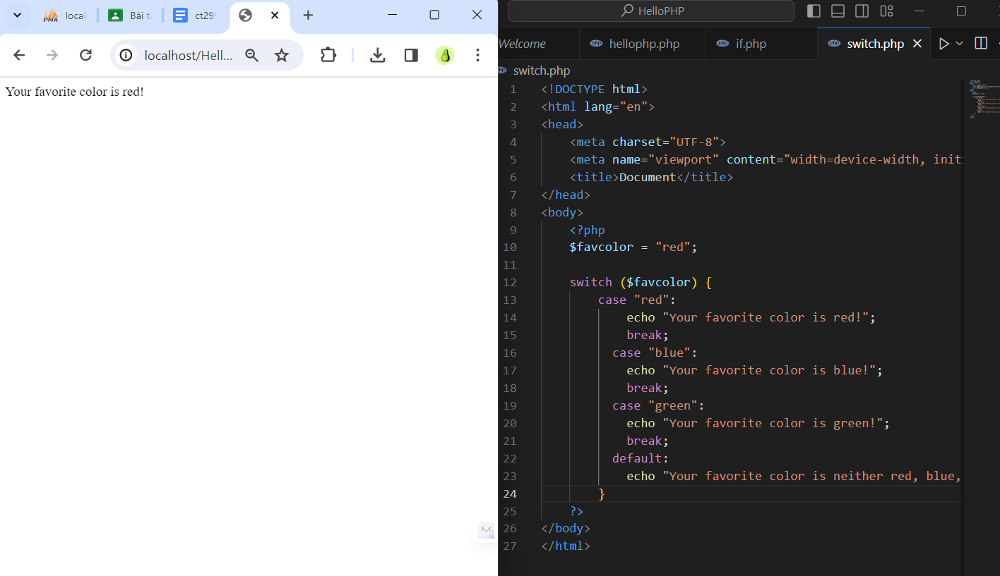 PMA local
Bài tậ
ct299
localhost/Hell...
Your favorite color is red!
HelloPHP
Welcome
hellophp.php
if.php
switch.php
switch.php
1 <!DOCTYPE html>
2 <html lang="en">
3 <head>
4 <meta charset="UTF-8">
5 <meta name="viewport" content="width=device-width, initi
6 <title>Document</title>
7 </head>
8 <body>
9 <?php
10 $favcolor = "red";
11
12 switch ($favcolor) {
13 case "red":
14 echo "Your favorite color is red!";
15 break;
16 case "blue":
17 echo "Your favorite color is blue!";
18 break;
19 case "green":
20 echo "Your favorite color is green!";
21 break;
22 default:
23 echo "Your favorite color is neither red, blue,
24 }
25 ?>
26 </body>
27 </html>